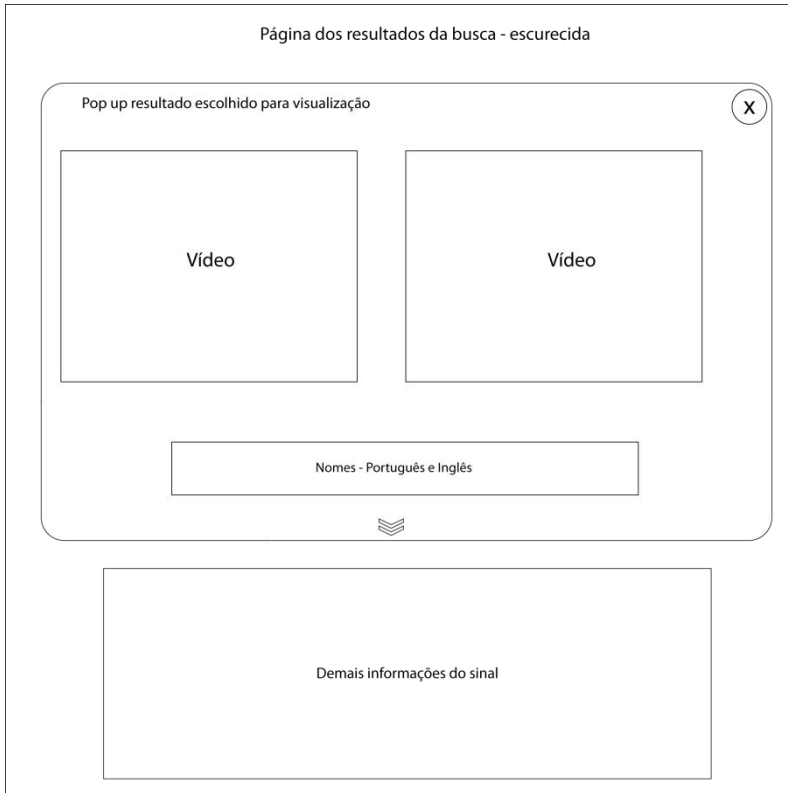 Página dos resultados da busca - escurecida
Pop up resultado escolhido para visualização
X
Vídeo
Vídeo
Nomes - Português e Inglês
Demais informações do sinal